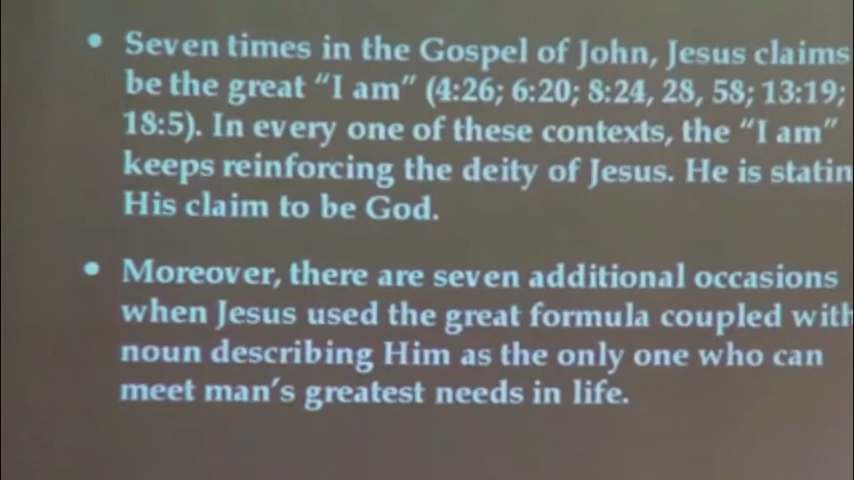 • Seven times in the Gospel of John, Jesus claims
be the great “I am” (4:26; 6:20; 8:24, 28, 58; 13:19;
18:5). In every one of these contexts, the “I am”
keeps reinforcing the deity of Jesus. He is statin
His claim to be God.
• Moreover, there are seven additional occasions
when Jesus used the great formula coupled with
noun describing Him as the only one who can
meet man’s greatest needs in life.